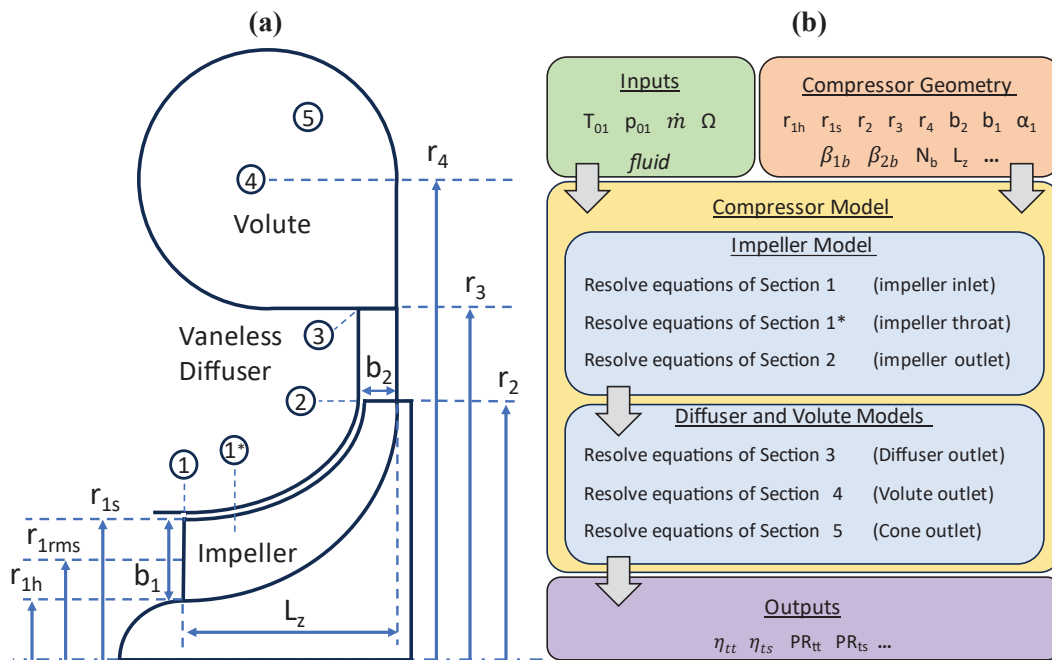 (a)
5
r4
4
Volute
r3
3
Vaneless
Diffuser
b2
r2
2
1
1*
r1s
Impeller
r1rms
b1
r1h
Lz
(b)
Inputs
T01 p01 ṁ Ω
fluid
Compressor Geometry
r1h r1s r2 r3 r4 b2 b1 α1
β1b β2b Nb Lz ...
Compressor Model
Impeller Model
Resolve equations of Section 1 (impeller inlet)
Resolve equations of Section 1* (impeller throat)
Resolve equations of Section 2 (impeller outlet)
Diffuser and Volute Models
Resolve equations of Section 3 (Diffuser outlet)
Resolve equations of Section 4 (Volute outlet)
Resolve equations of Section 5 (Cone outlet)
Outputs
ηtt ηts PRtt PRts ...